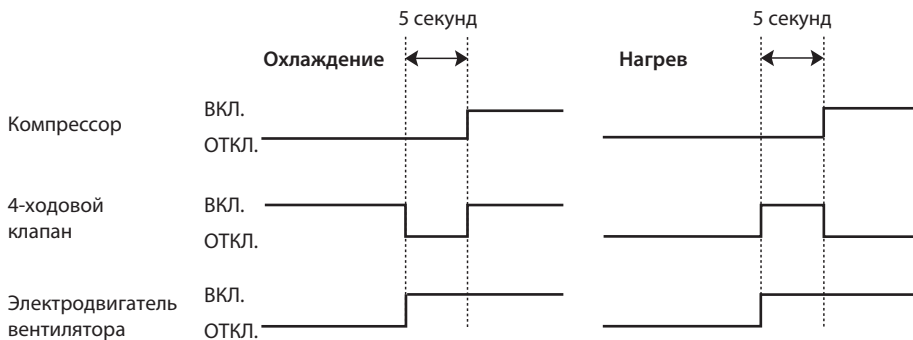 5 секунд 5 секунд
Охлаждение Нагрев
Компрессор ВКЛ.
ОТКЛ.
4-ходовой ВКЛ.
клапан ОТКЛ.
Электродвигатель ВКЛ.
вентилятора ОТКЛ.